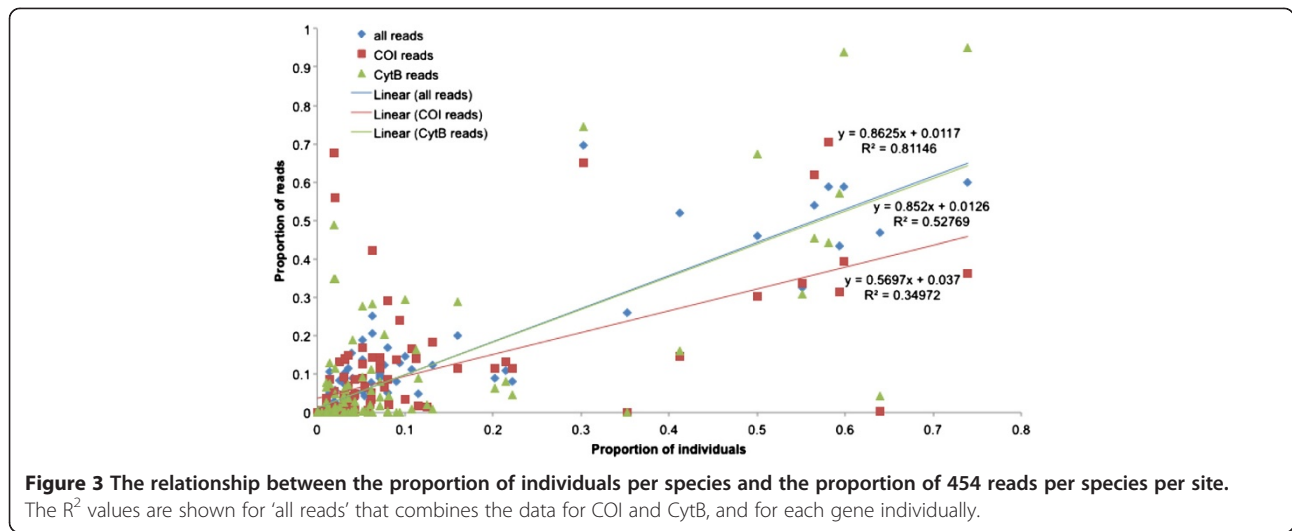 1
0.9
0.8
0.7
0.6
0.5
0.4
0.3
0.2
0.1
0
Proportion of reads
all reads
COI reads
CytB reads
Linear (all reads)
Linear (COI reads)
Linear (CytB reads)
y = 0.8625x + 0.0117
R² = 0.81146
y = 0.852x + 0.0126
R² = 0.52769
y = 0.5697x + 0.037
R² = 0.34972
0 0.1 0.2 0.3 0.4 0.5 0.6 0.7 0.8
Proportion of individuals
Figure 3 The relationship between the proportion of individuals per species and the proportion of 454 reads per species per site.
The R² values are shown for ‘all reads’ that combines the data for COI and CytB, and for each gene individually.